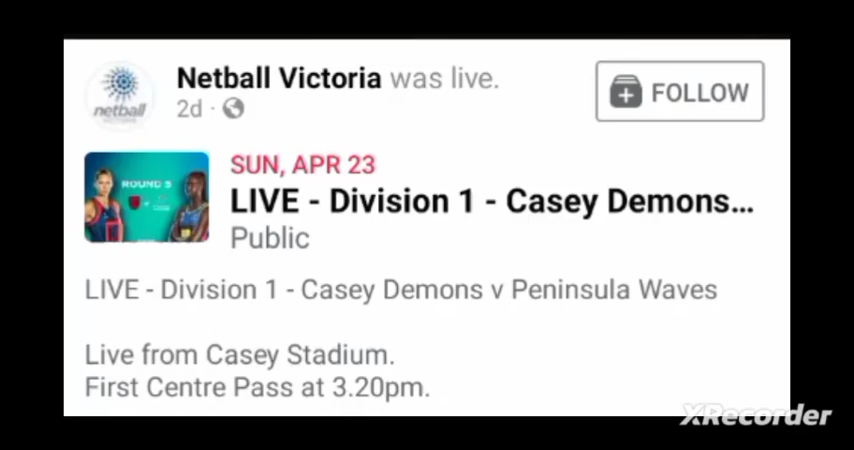 Netball Victoria was live.
2d ·
FOLLOW
netball
ROUND 5
SUN, APR 23
LIVE - Division 1 - Casey Demons...
Public
LIVE - Division 1 - Casey Demons v Peninsula Waves
Live from Casey Stadium.
First Centre Pass at 3.20pm.
XRecorder